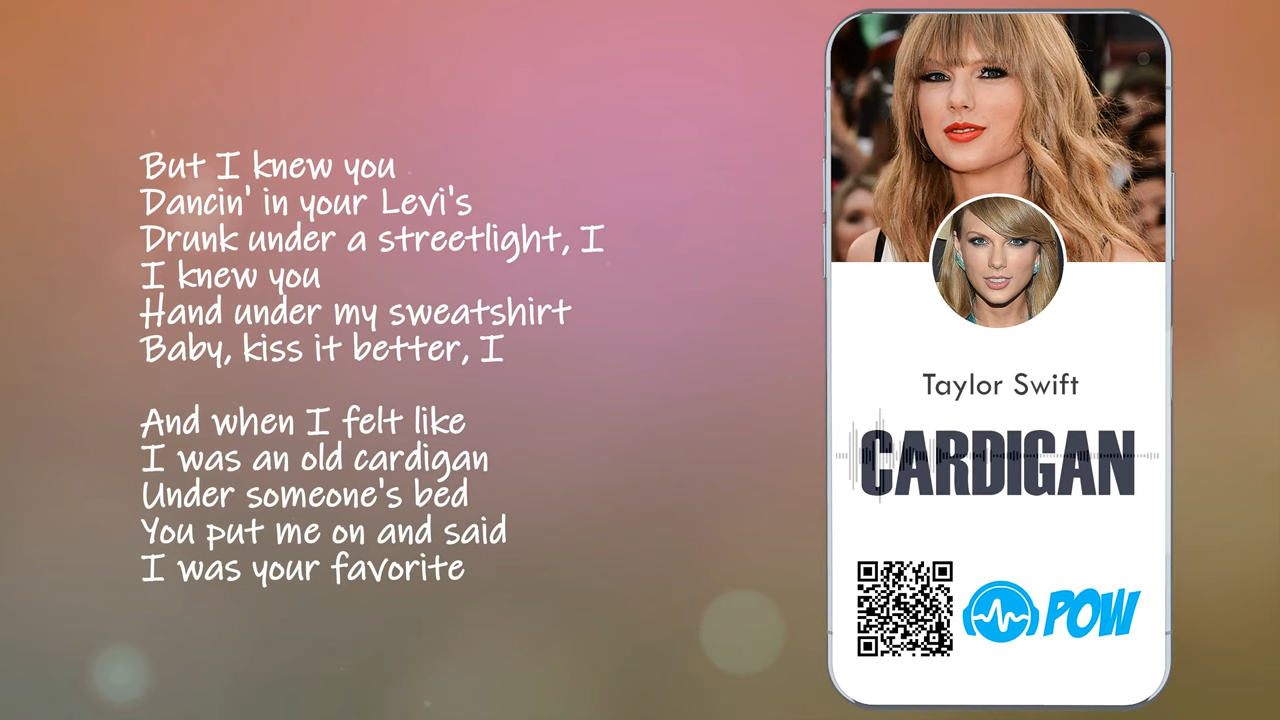 But I knew you
Dancin' in your Levi's
Drunk under a streetlight, I
I knew you
Hand under my sweatshirt
Baby, kiss it better, I
And when I felt like
I was an old cardigan
Under someone's bed
You put me on and said
I was your favorite
Taylor Swift
CARDIGAN
POW